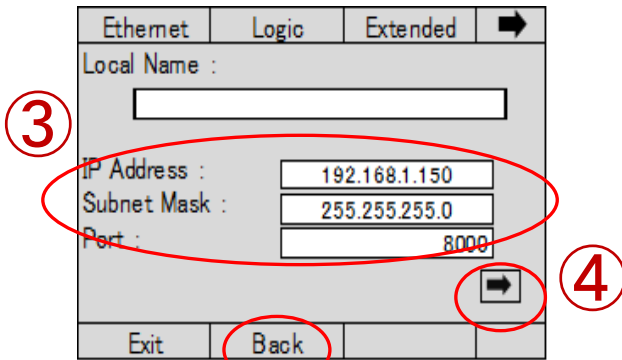 Ethernet Logic Extended ➡
Local Name :
③
IP Address : 192.168.1.150
Subnet Mask : 255.255.255.0
Port : 8000
➡ ④
Exit Back